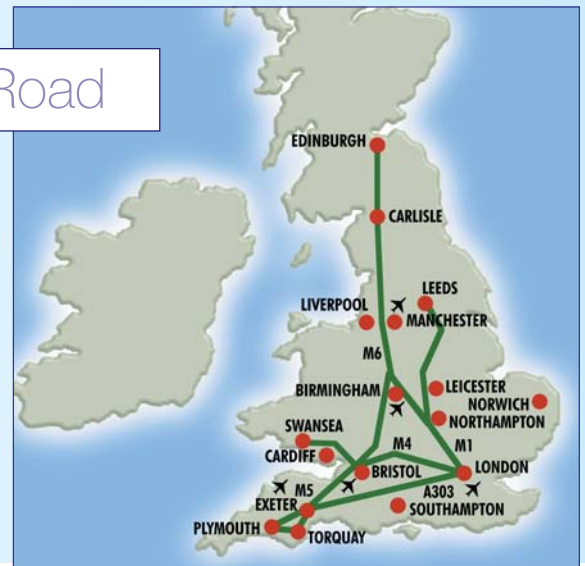 Road
EDINBURGH
CARLISLE
LEEDS
LIVERPOOL
MANCHESTER
M6
BIRMINGHAM
LEICESTER
NORWICH
NORTHAMPTON
SWANSEA
M4
M1
CARDIFF
BRISTOL
LONDON
M5
A303
EXETER
SOUTHAMPTON
PLYMOUTH
TORQUAY